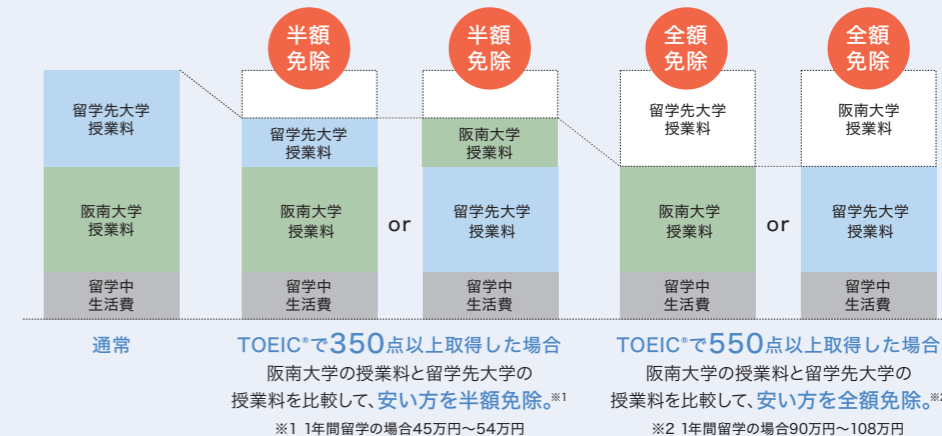 半額
免除
半額
免除
全額
免除
全額
免除
留学先大学
授業料
阪南大学
授業料
留学中
生活費
留学先大学
授業料
阪南大学
授業料
留学中
生活費
or
阪南大学
授業料
留学先大学
授業料
留学中
生活費
留学先大学
授業料
阪南大学
授業料
留学中
生活費
or
阪南大学
授業料
留学先大学
授業料
留学中
生活費
通常
TOEIC®で350点以上取得した場合
阪南大学の授業料と留学先大学の
授業料を比較して、安い方を半額免除。※1
※1 1年間留学の場合45万円～54万円
TOEIC®で550点以上取得した場合
阪南大学の授業料と留学先大学の
授業料を比較して、安い方を全額免除。※2
※2 1年間留学の場合90万円～108万円